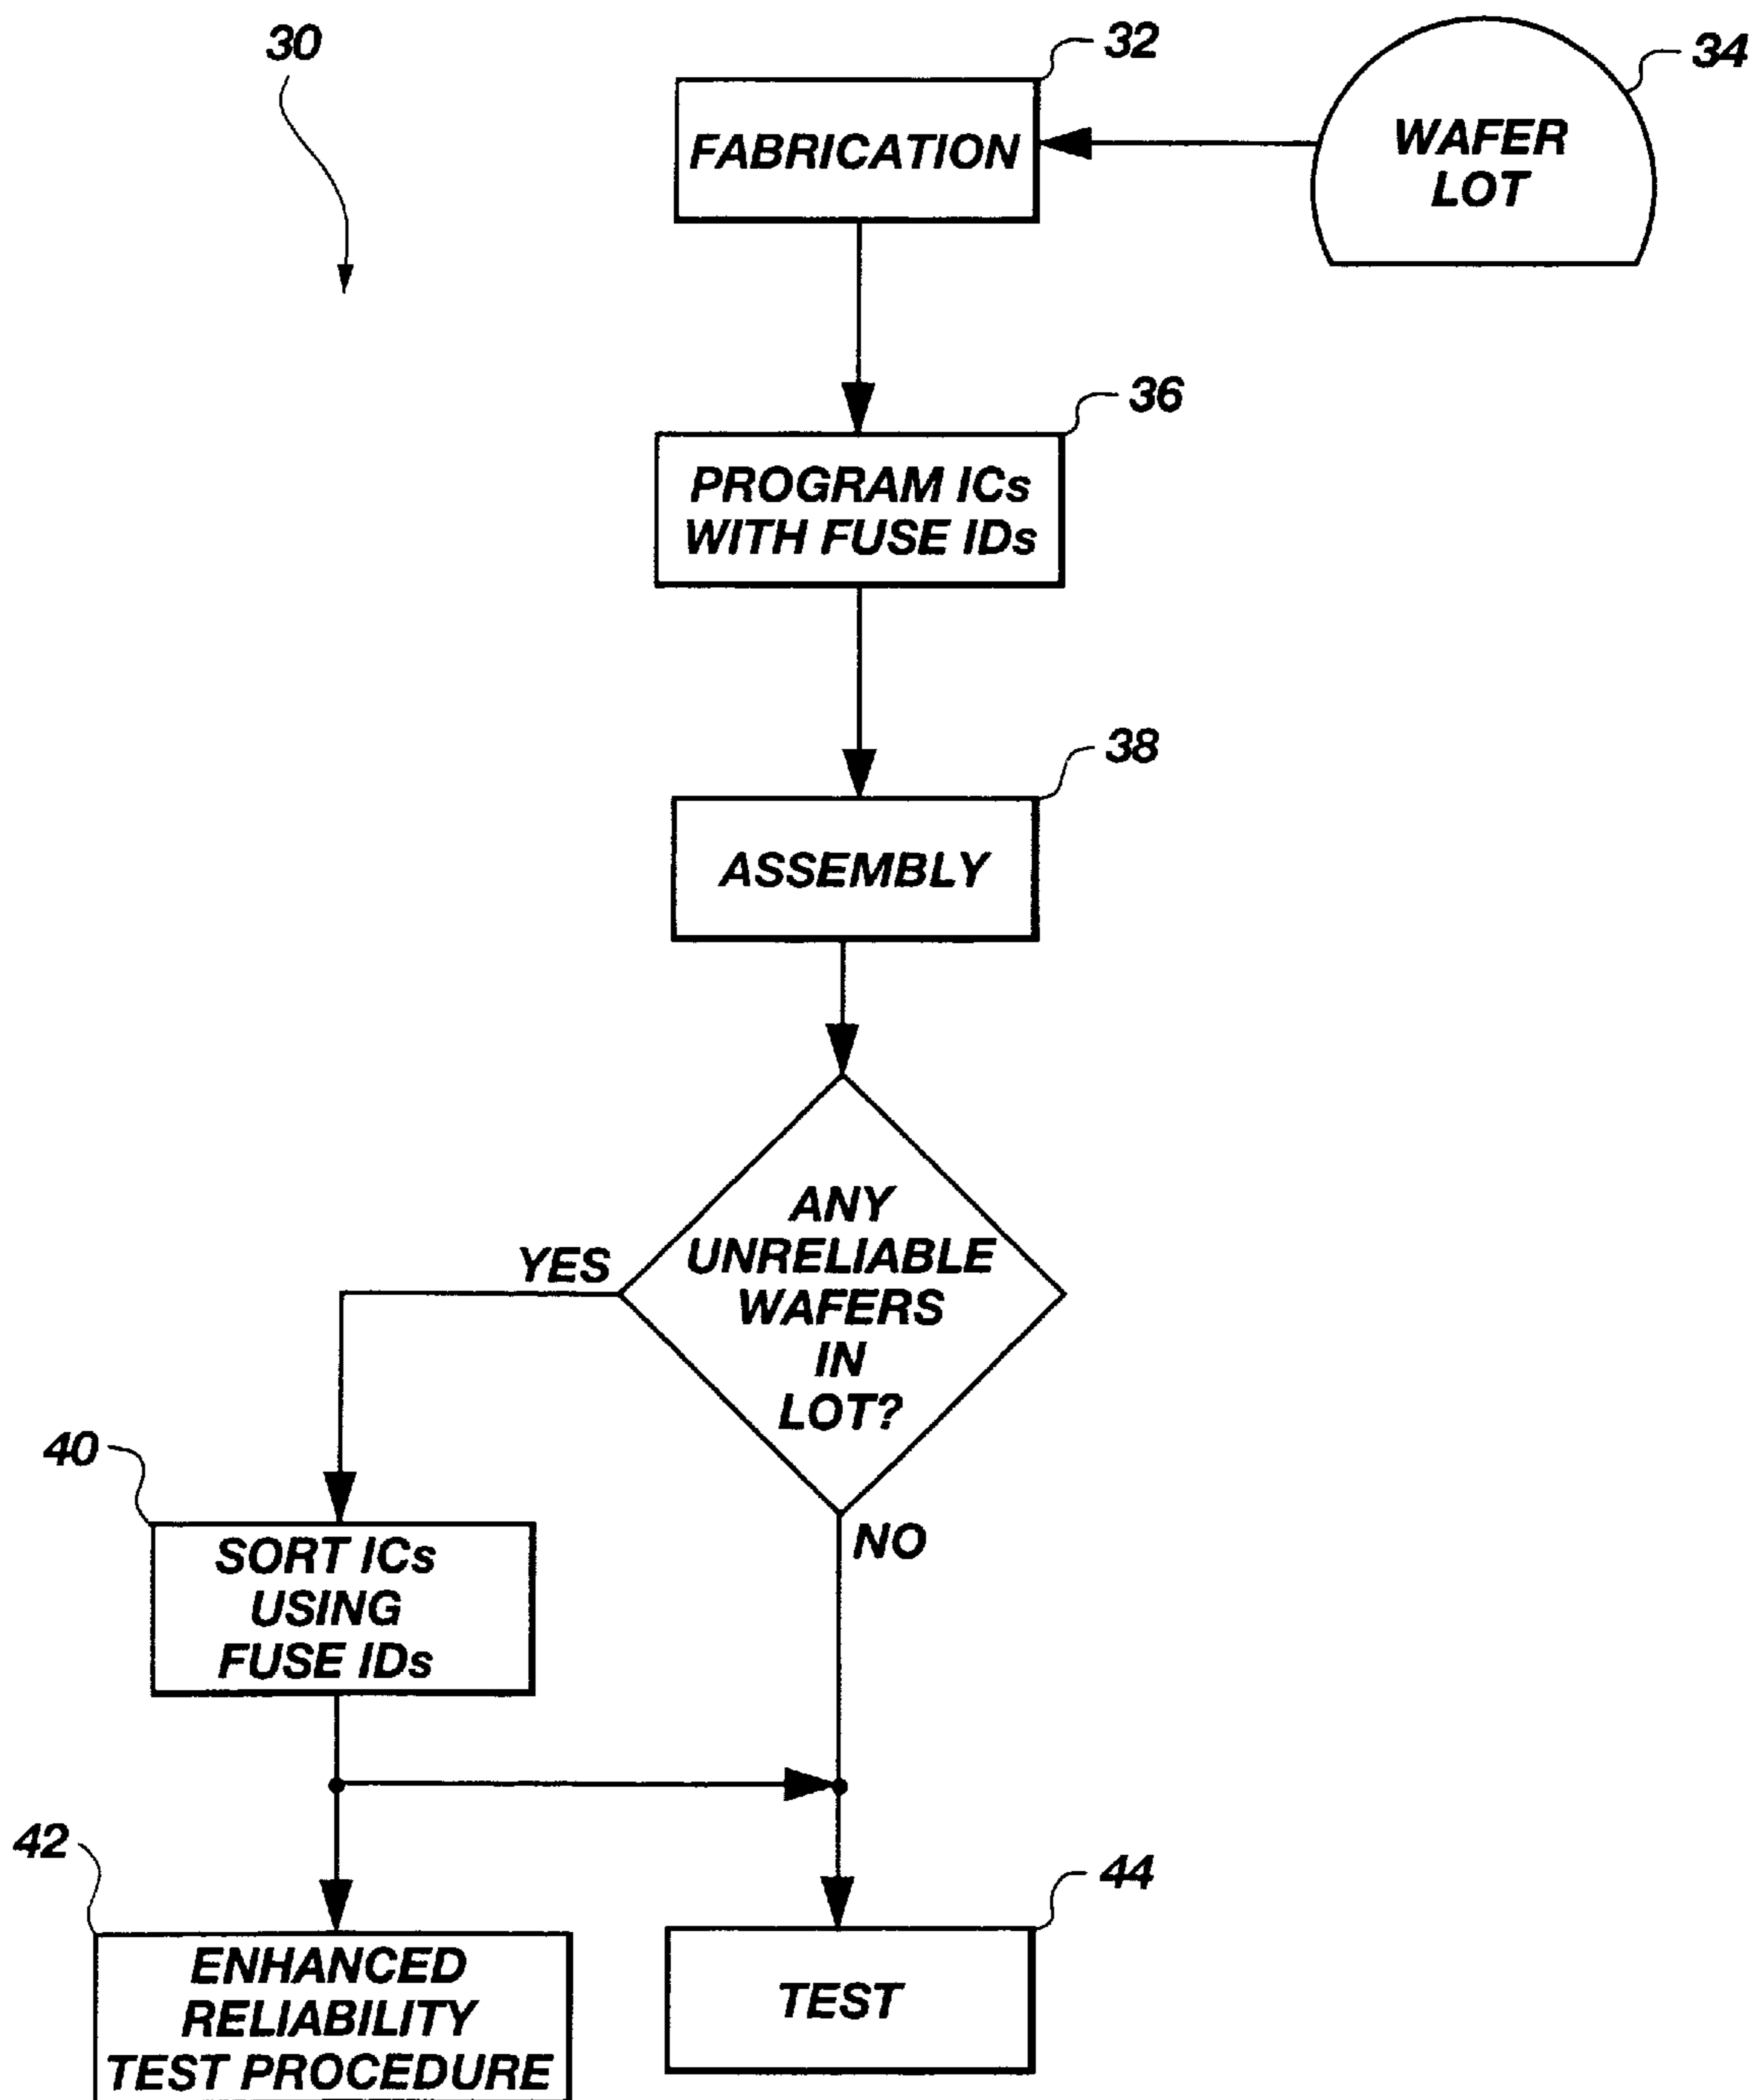 30
32
34
FABRICATION
WAFER
LOT
36
PROGRAM ICs
WITH FUSE IDs
38
ASSEMBLY
ANY
UNRELIABLE
WAFERS
IN
LOT?
YES
NO
40
SORT ICs
USING
FUSE IDs
42
44
ENHANCED
RELIABILITY
TEST PROCEDURE
TEST